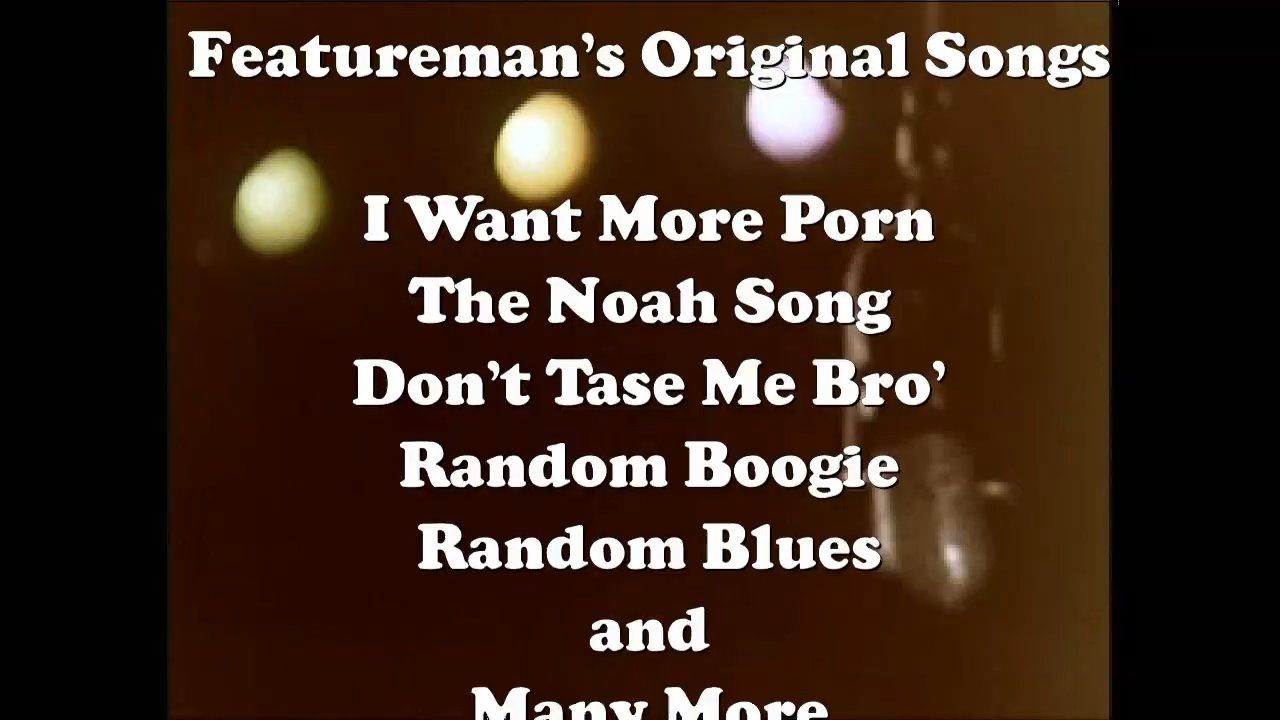 Featureman’s Original Songs
I Want More Porn
The Noah Song
Don’t Tase Me Bro’
Random Boogie
Random Blues
and
Many More